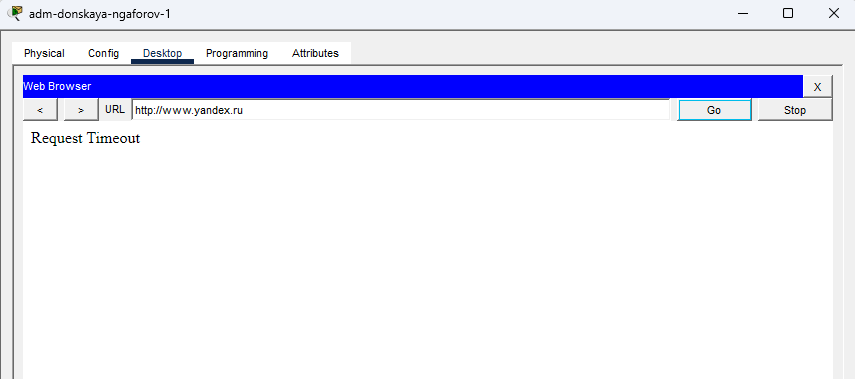 adm-donskaya-ngaforov-1
Physical Config Desktop Programming Attributes
Web Browser X
< > URL http://www.yandex.ru Go Stop
Request Timeout